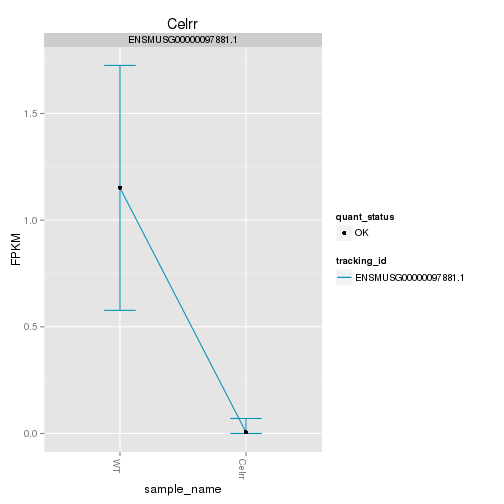 Celrr
ENSMUSG00000097881.1
1.5
1.0
0.5
0.0
FPKM
WT
Celrr
sample_name
quant_status
OK
tracking_id
ENSMUSG00000097881.1